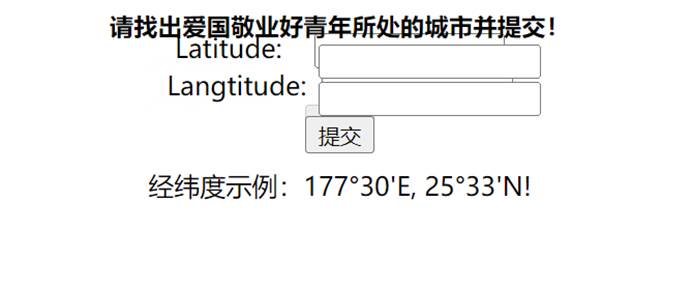 请找出爱国敬业好青年所处的城市并提交！
Latitude:
Langtitude:
提交
经纬度示例：177°30'E, 25°33'N!